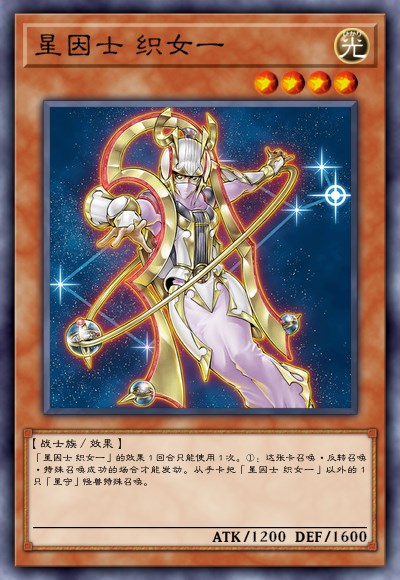 星因士 织女一
光
【战士族／效果】
「星因士 织女一」的效果1回合只能使用1次。①：这张卡召唤·反转召唤
·特殊召唤成功的场合才能发动。从手卡把「星因士 织女一」以外的1
只「星守」怪兽特殊召唤。
ATK/1200 DEF/1600